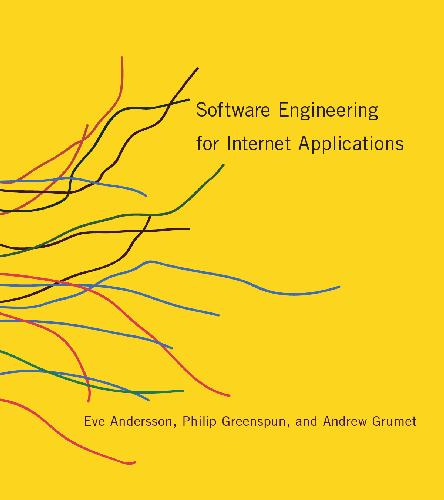 Software Engineering
for Internet Applications
Eve Andersson, Philip Greenspun, and Andrew Grumet